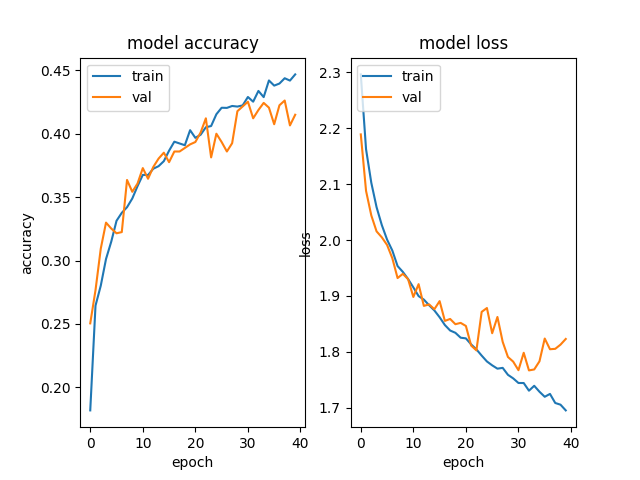 model accuracy
train
val
0.45
0.40
0.35
0.30
0.25
0.20
accuracy
0 10 20 30 40
epoch
model loss
train
val
2.3
2.2
2.1
2.0
1.9
1.8
1.7
loss
0 10 20 30 40
epoch